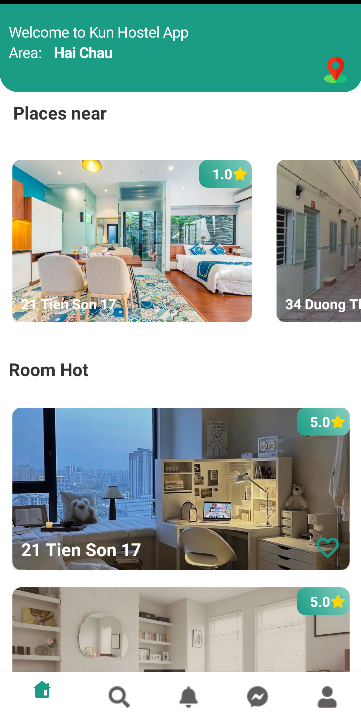 Welcome to Kun Hostel App
Area: Hai Chau
Places near
1.0
21 Tien Son 17
34 Duong
Room Hot
5.0
21 Tien Son 17
5.0